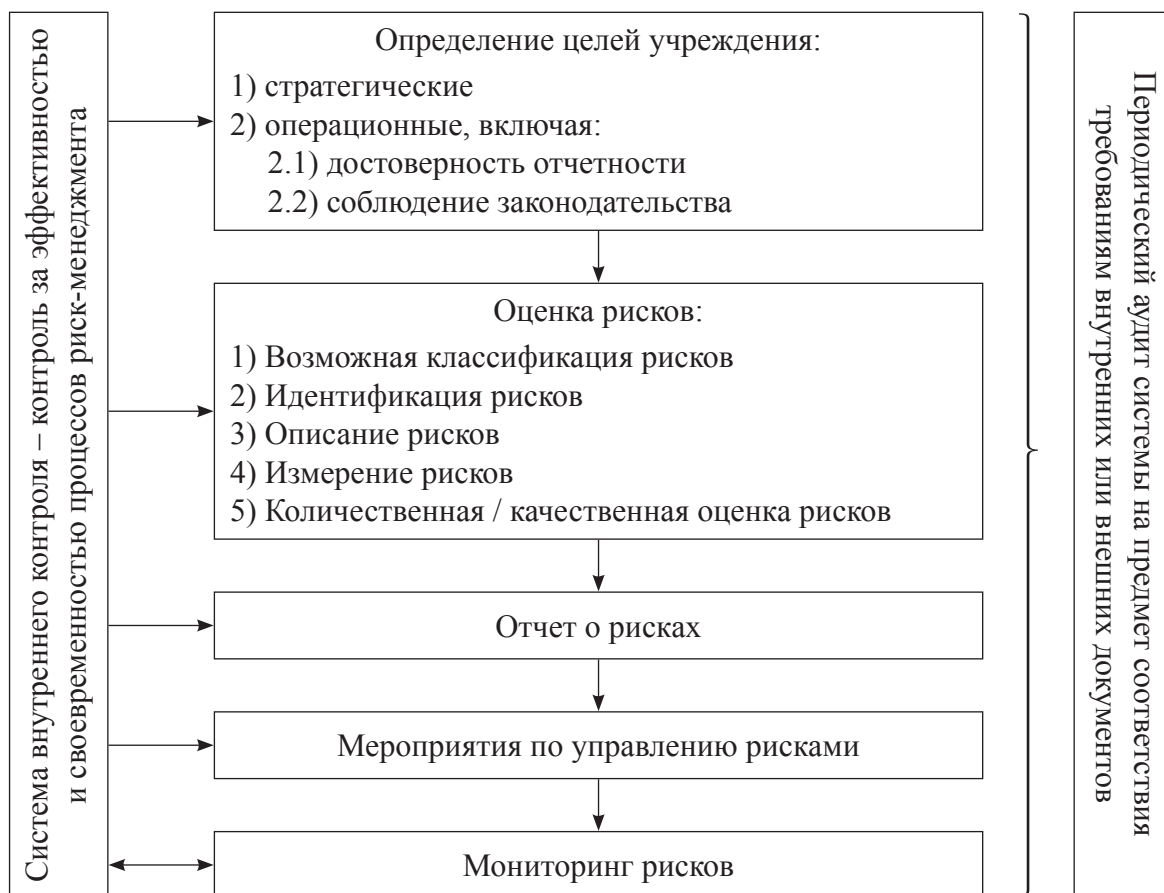 Система внутреннего контроля – контроль за эффективностью
и своевременностью процессов риск-менеджмента
Определение целей учреждения:
1) стратегические
2) операционные, включая:
2.1) достоверность отчетности
2.2) соблюдение законодательства
Оценка рисков:
1) Возможная классификация рисков
2) Идентификация рисков
3) Описание рисков
4) Измерение рисков
5) Количественная / качественная оценка рисков
Отчет о рисках
Мероприятия по управлению рисками
Мониторинг рисков
Периодический аудит системы на предмет соответствия
требованиям внутренних или внешних документов